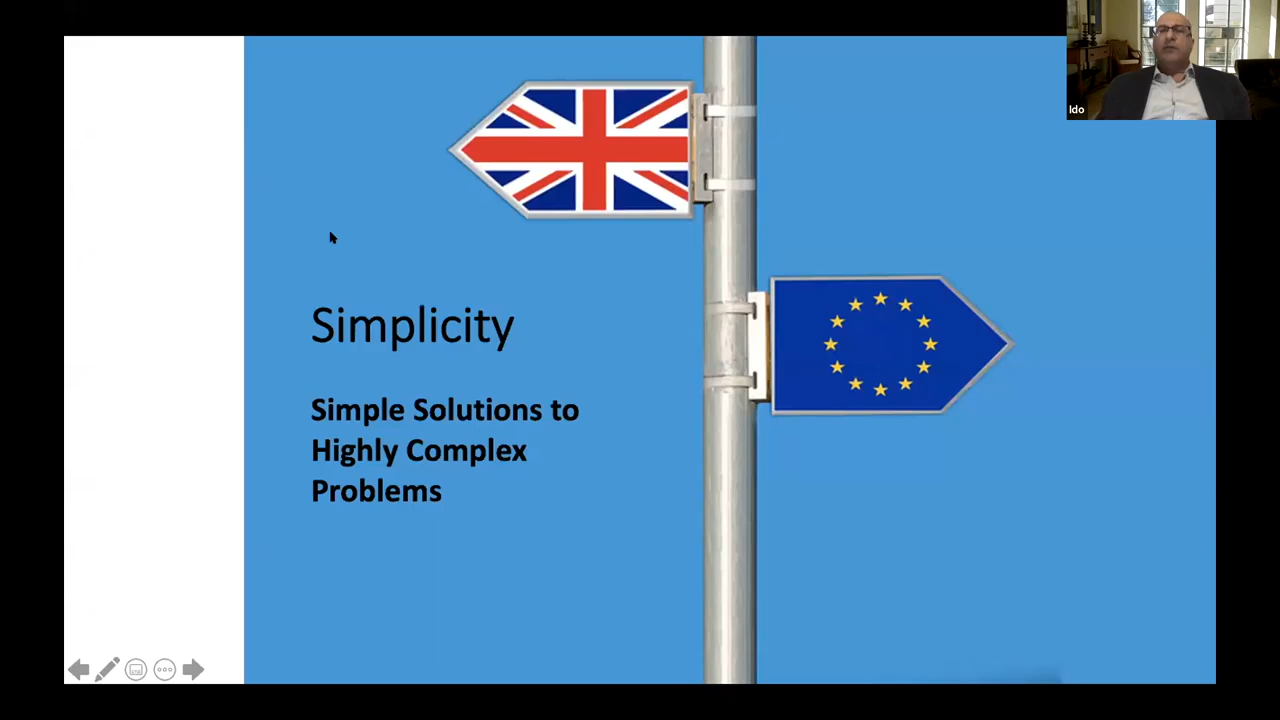 Ido
Simplicity
Simple Solutions to
Highly Complex
Problems